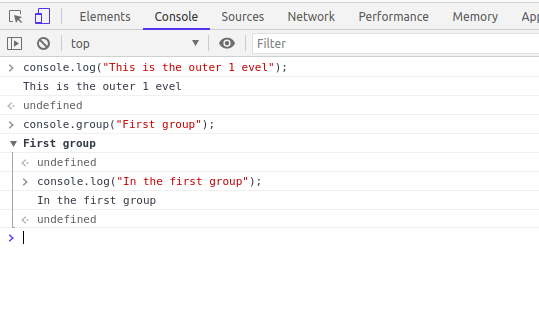 Elements Console Sources Network Performance Memory App
top Filter
console.log("This is the outer 1 evel");
This is the outer 1 evel
undefined
console.group("First group");
First group
undefined
console.log("In the first group");
In the first group
undefined